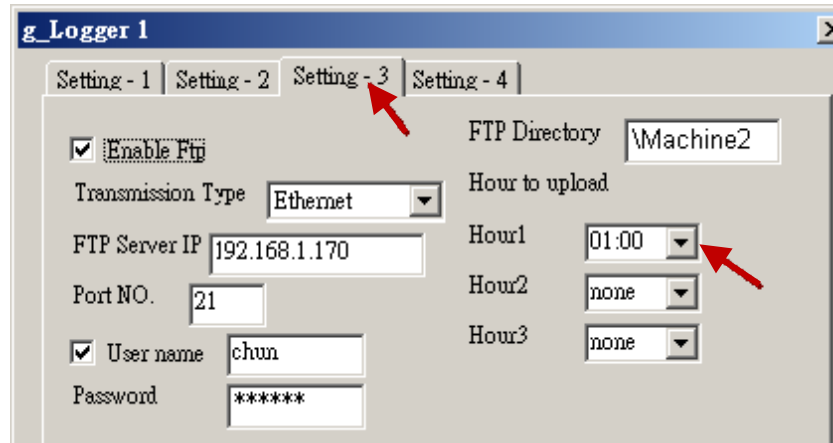 g_Logger 1
Setting - 1 Setting - 2 Setting - 3 Setting - 4
Enable Ftp
Transmission Type Ethernet
FTP Server IP 192.168.1.170
Port NO. 21
User name chun
Password ******
FTP Directory \Machine2
Hour to upload
Hour1 01:00
Hour2 none
Hour3 none